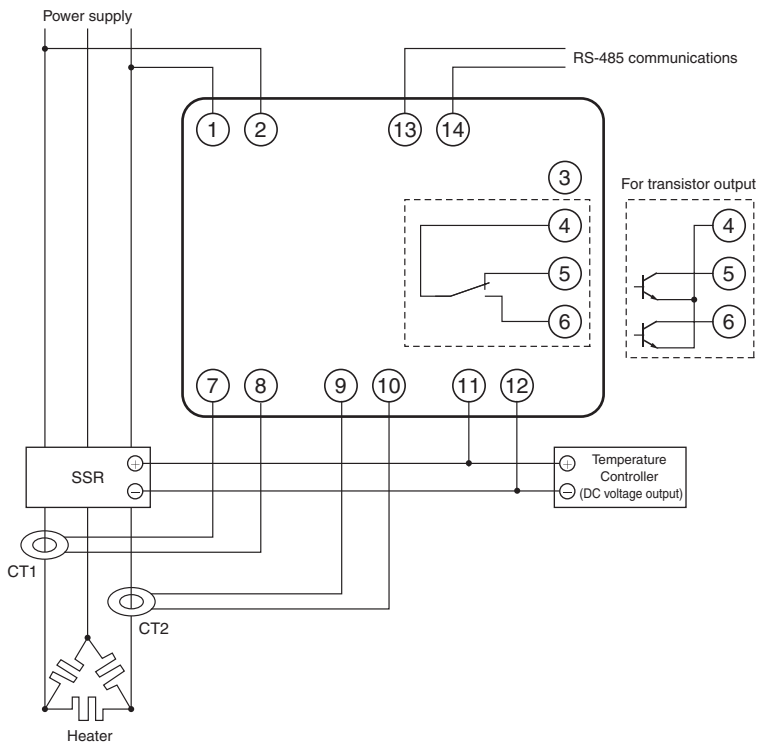 Power supply
RS-485 communications
1 2 13 14
3
For transistor output
4
5
6
4
5
6
7 8 9 10 11 12
SSR
+
−
+
−
Temperature
Controller
(DC voltage output)
CT1
CT2
Heater